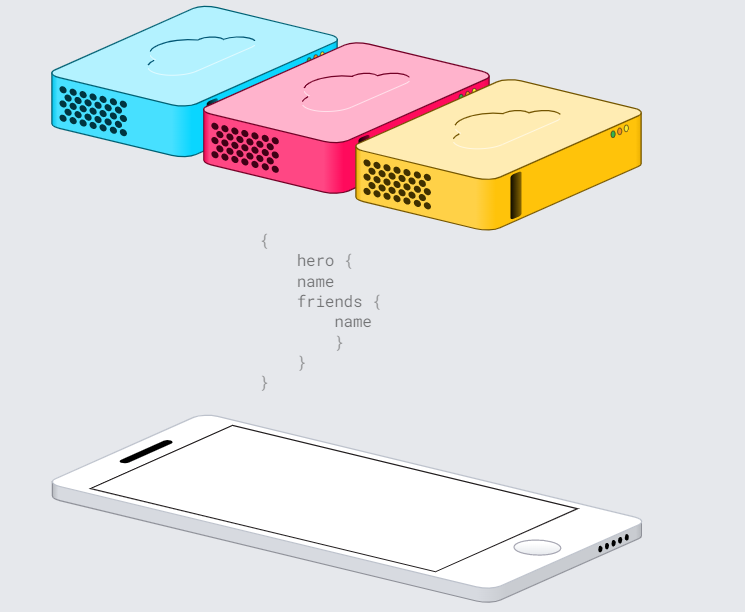 {
    hero {
    name
    friends {
        name
        }
    }
}